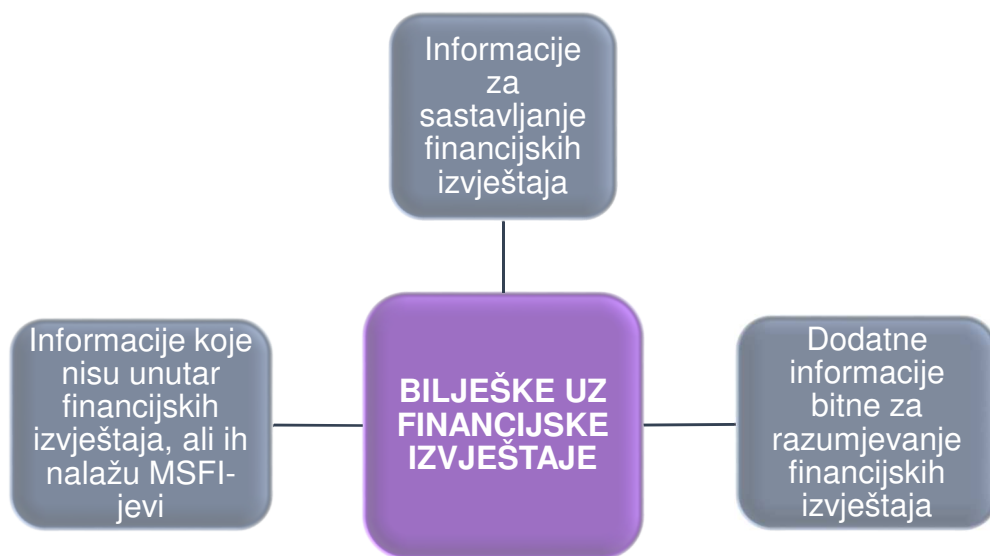 Informacije
za
sastavljanje
financijskih
izvještaja
Informacije koje
nisu unutar
financijskih
izvještaja, ali ih
nalažu MSFI-
jevi
BILJEŠKE UZ
FINANCIJSKE
IZVJEŠTAJE
Dodatne
informacije
bitne za
razumjevanje
financijskih
izvještaja